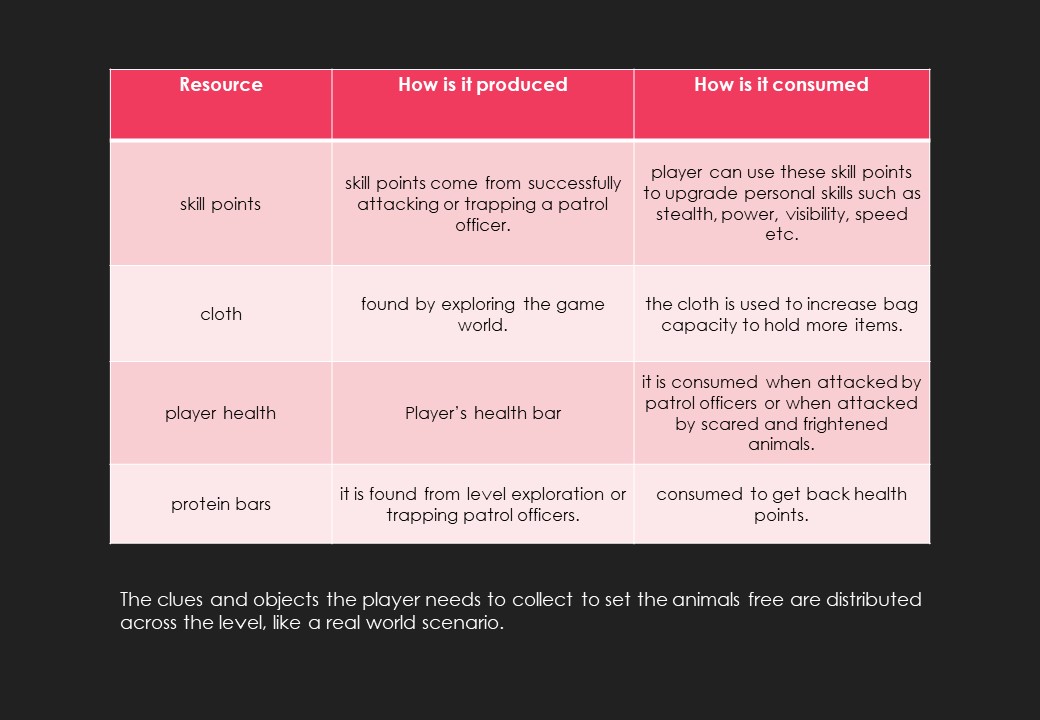 Resource
How is it produced
How is it consumed
skill points
skill points come from successfully
attacking or trapping a patrol
officer.
player can use these skill points
to upgrade personal skills such as
stealth, power, visibility, speed
etc.
cloth
found by exploring the game
world.
the cloth is used to increase bag
capacity to hold more items.
player health
Player’s health bar
it is consumed when attacked by
patrol officers or when attacked
by scared and frightened
animals.
protein bars
it is found from level exploration or
trapping patrol officers.
consumed to get back health
points.
The clues and objects the player needs to collect to set the animals free are distributed
across the level, like a real world scenario.